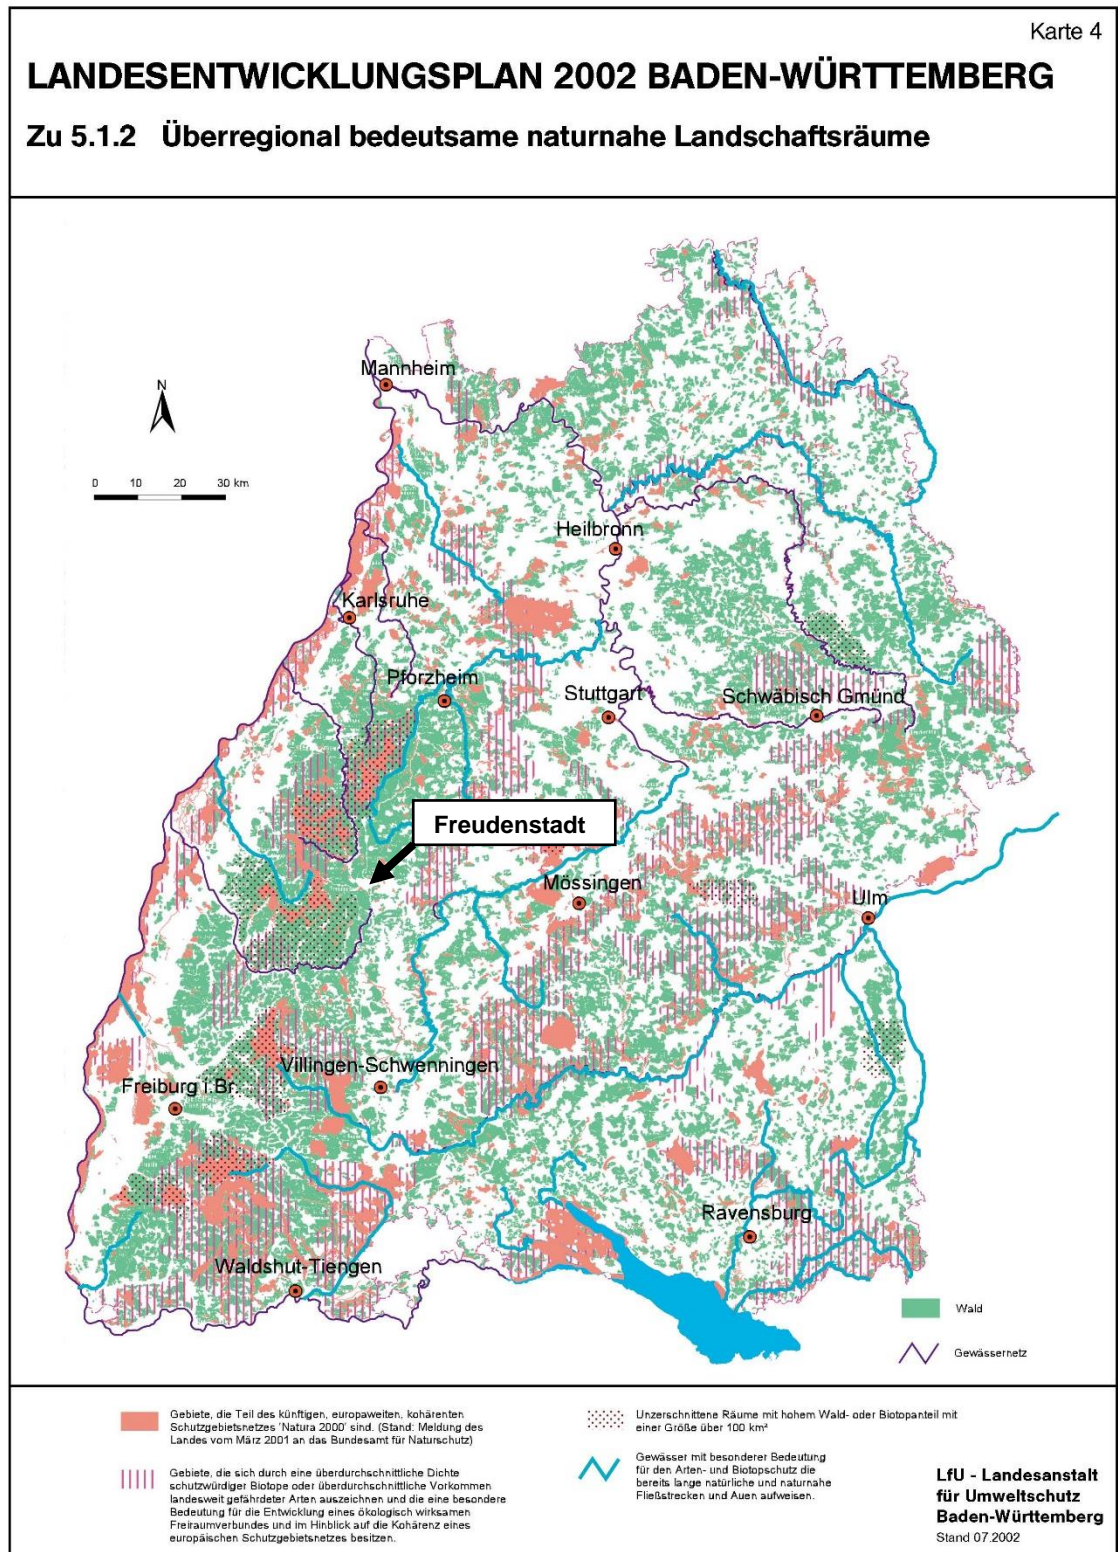 Karte 4
LANDESENTWICKLUNGSPLAN 2002 BADEN-WÜRTTEMBERG
Zu 5.1.2 Überregional bedeutsame naturnahe Landschaftsräume
Mannheim
N
0 10 20 30 km
Heilbronn
Karlsruhe
Pforzheim
Stuttgart
Schwäbisch Gmünd
Freudenstadt
Mössingen
Ulm
Villingen-Schwenningen
Freiburg i.Br.
Ravensburg
Waldshut-Tiengen
Wald
Gewässernetz
Gebiete, die Teil des künftigen, europaweiten, kohärenten
Schutzgebietsnetzes 'Natura 2000' sind. (Stand: Meldung des
Landes vom März 2001 an das Bundesamt für Naturschutz)
Gebiete, die sich durch eine überdurchschnittliche Dichte
schutzwürdiger Biotope oder überdurchschnittliche Vorkommen
landesweit gefährdeter Arten auszeichnen und die eine besondere
Bedeutung für die Entwicklung eines ökologisch wirksamen
Freiraumverbundes und im Hinblick auf die Kohärenz eines
europäischen Schutzgebietsnetzes besitzen.
Unzerschnittene Räume mit hohem Wald- oder Biotopanteil mit
einer Größe über 100 km²
Gewässer mit besonderer Bedeutung
für den Arten- und Biotopschutz die
bereits lange natürliche und naturnahe
Fließstrecken und Auen aufweisen.
LfU - Landesanstalt
für Umweltschutz
Baden-Württemberg
Stand 07.2002